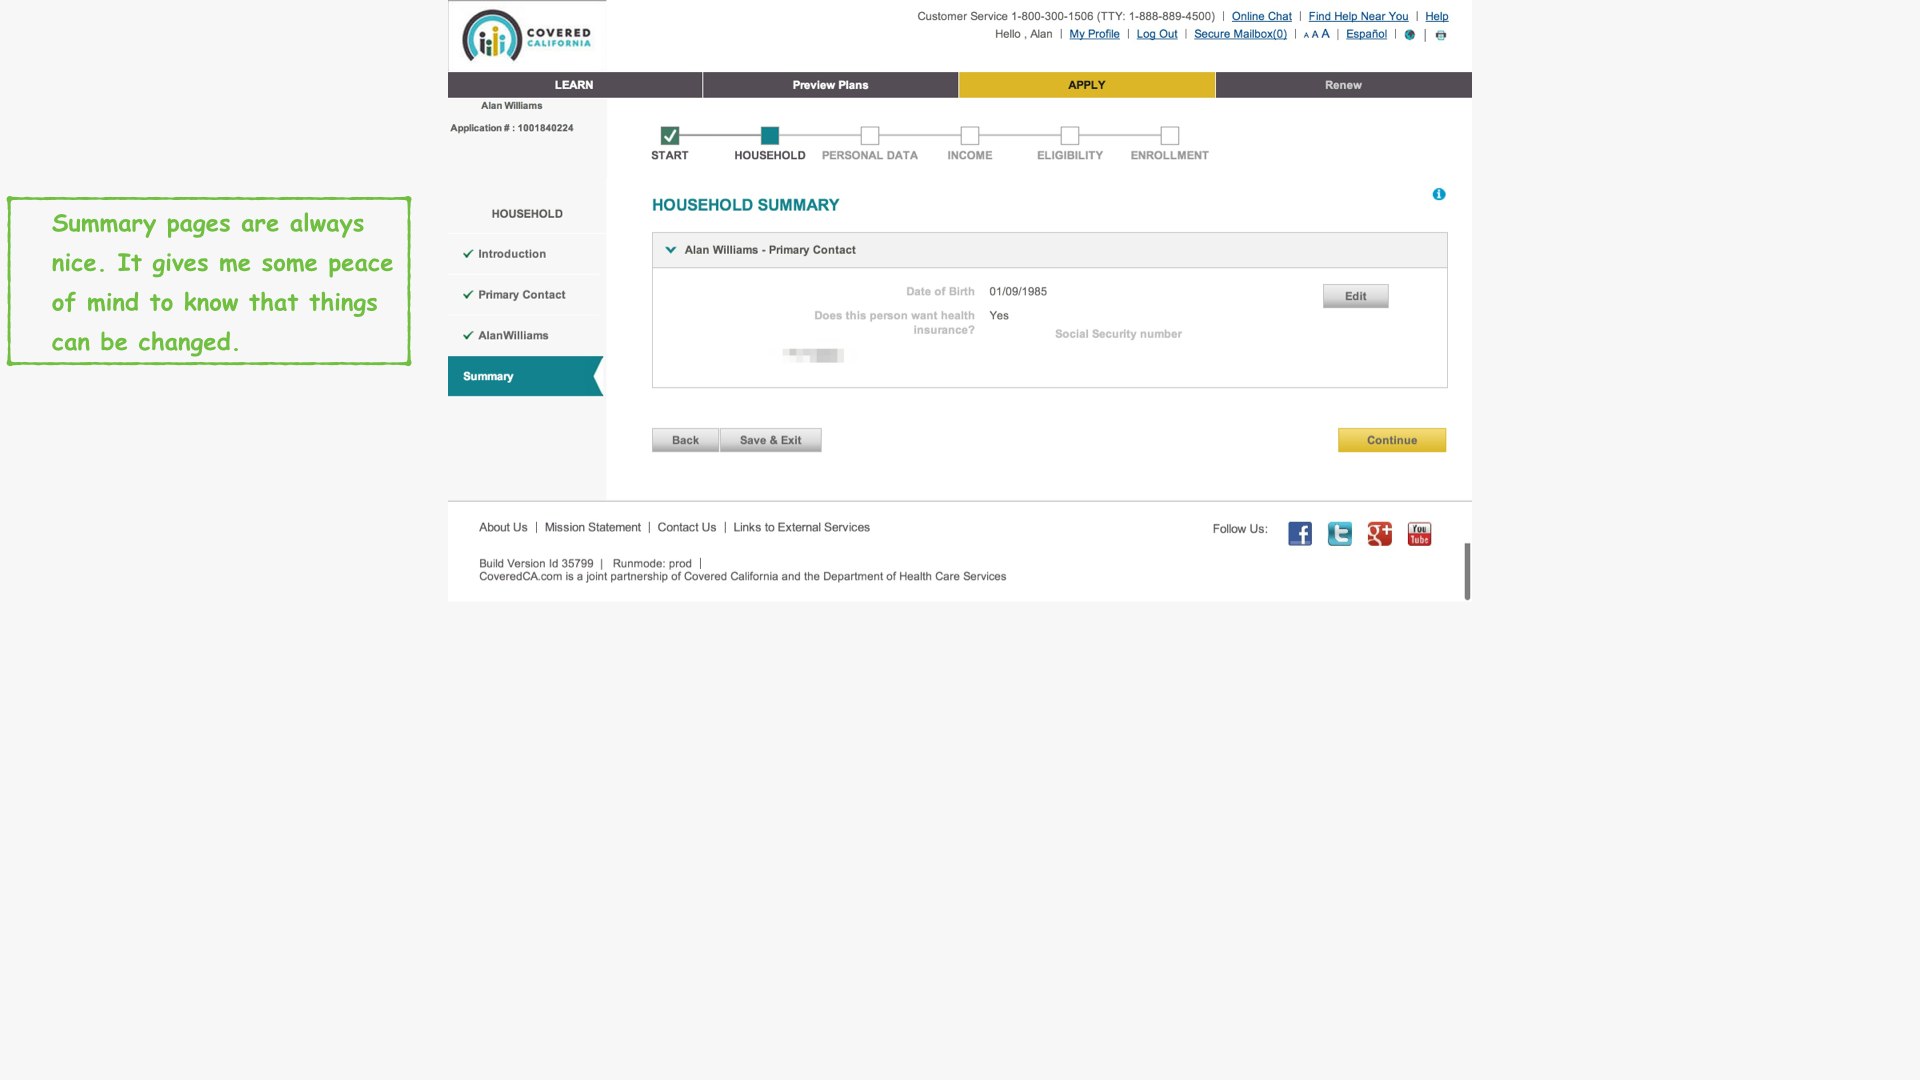 COVERED
CALIFORNIA
Customer Service 1-800-300-1506 (TTY: 1-888-889-4500) | Online Chat | Find Help Near You | Help
Hello , Alan | My Profile | Log Out | Secure Mailbox(0) | A A A | Español | |
LEARN Preview Plans APPLY Renew
Alan Williams
Application # : 1001840224
START HOUSEHOLD PERSONAL DATA INCOME ELIGIBILITY ENROLLMENT
Summary pages are always
nice. It gives me some peace
of mind to know that things
can be changed.
HOUSEHOLD
Introduction
Primary Contact
AlanWilliams
Summary
HOUSEHOLD SUMMARY
Alan Williams - Primary Contact
Date of Birth 01/09/1985
Edit
Does this person want health insurance? Yes
Social Security number
Back Save & Exit Continue
About Us | Mission Statement | Contact Us | Links to External Services
Follow Us:
f t g+ You Tube
Build Version Id 35799 | Runmode: prod |
CoveredCA.com is a joint partnership of Covered California and the Department of Health Care Services